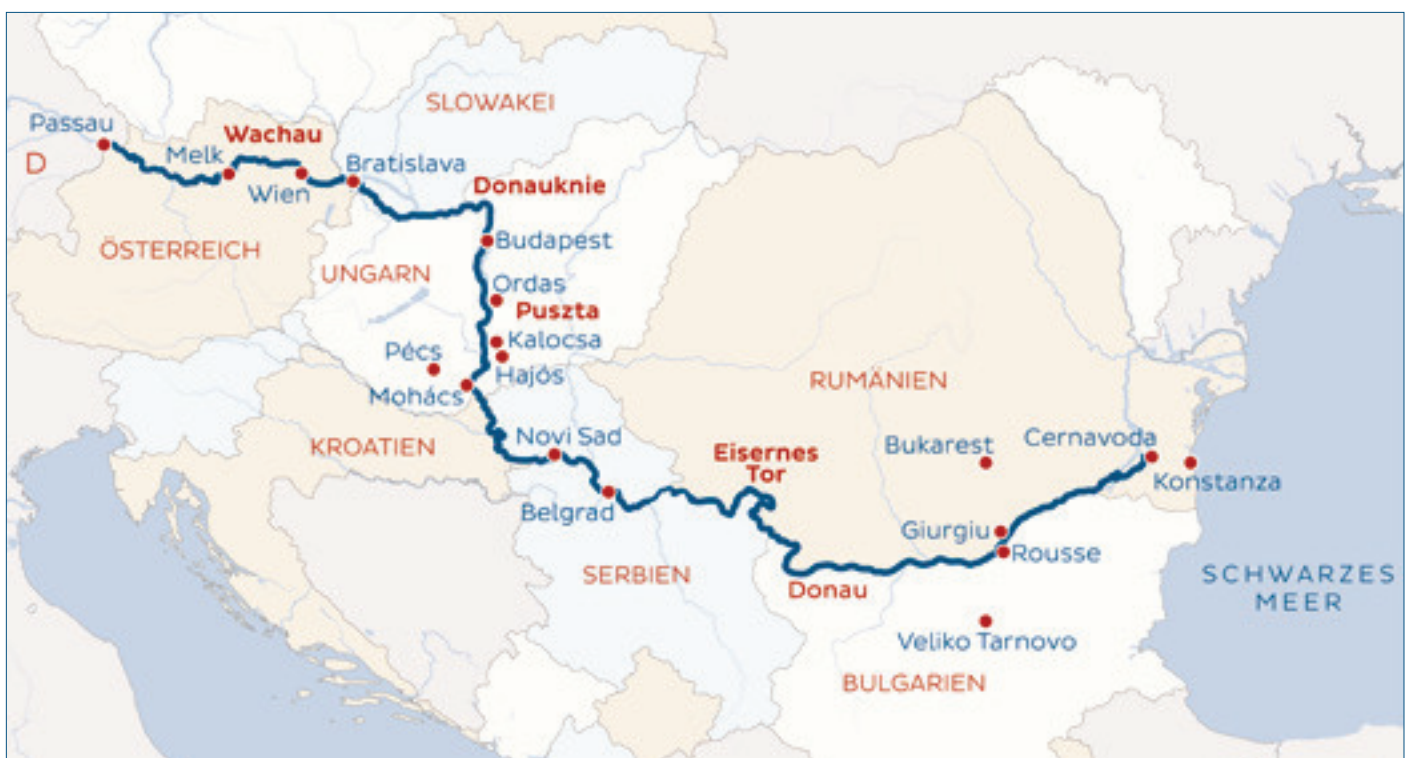 SLOWAKEI
Passau
Wachau
D
Melk
Wien
Bratislava
Donauknie
ÖSTERREICH
Budapest
UNGARN
Ordas
Puszta
Kalocsa
Pécs
Hajós
Mohács
RUMÄNIEN
KROATIEN
Novi Sad
Eisernes
Tor
Bukarest
Cernavoda
Konstanza
Belgrad
Giurgiu
Rousse
SERBIEN
Donau
SCHWARZES
MEER
Veliko Tarnovo
BULGARIEN